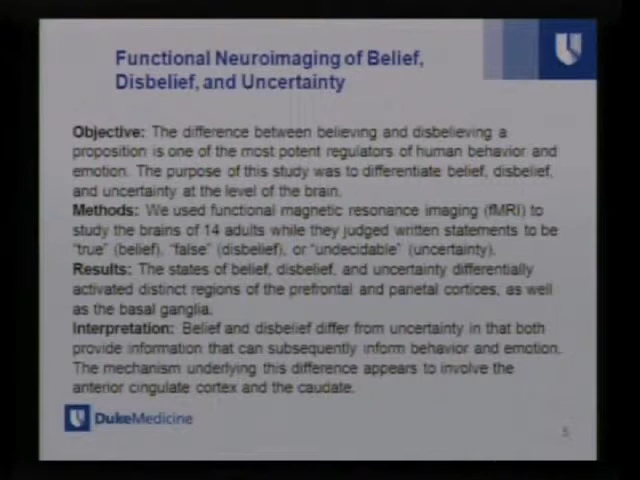 Functional Neuroimaging of Belief,
Disbelief, and Uncertainty
Objective: The difference between believing and disbelieving a
proposition is one of the most potent regulators of human behavior and
emotion. The purpose of this study was to differentiate belief, disbelief,
and uncertainty at the level of the brain.
Methods: We used functional magnetic resonance imaging (fMRI) to
study the brains of 14 adults while they judged written statements to be
“true” (belief), “false” (disbelief), or “undecidable” (uncertainty).
Results: The states of belief, disbelief, and uncertainty differentially
activated distinct regions of the prefrontal and parietal cortices, as well
as the basal ganglia.
Interpretation: Belief and disbelief differ from uncertainty in that both
provide information that can subsequently inform behavior and emotion.
The mechanism underlying this difference appears to involve the
anterior cingulate cortex and the caudate.
DukeMedicine
5